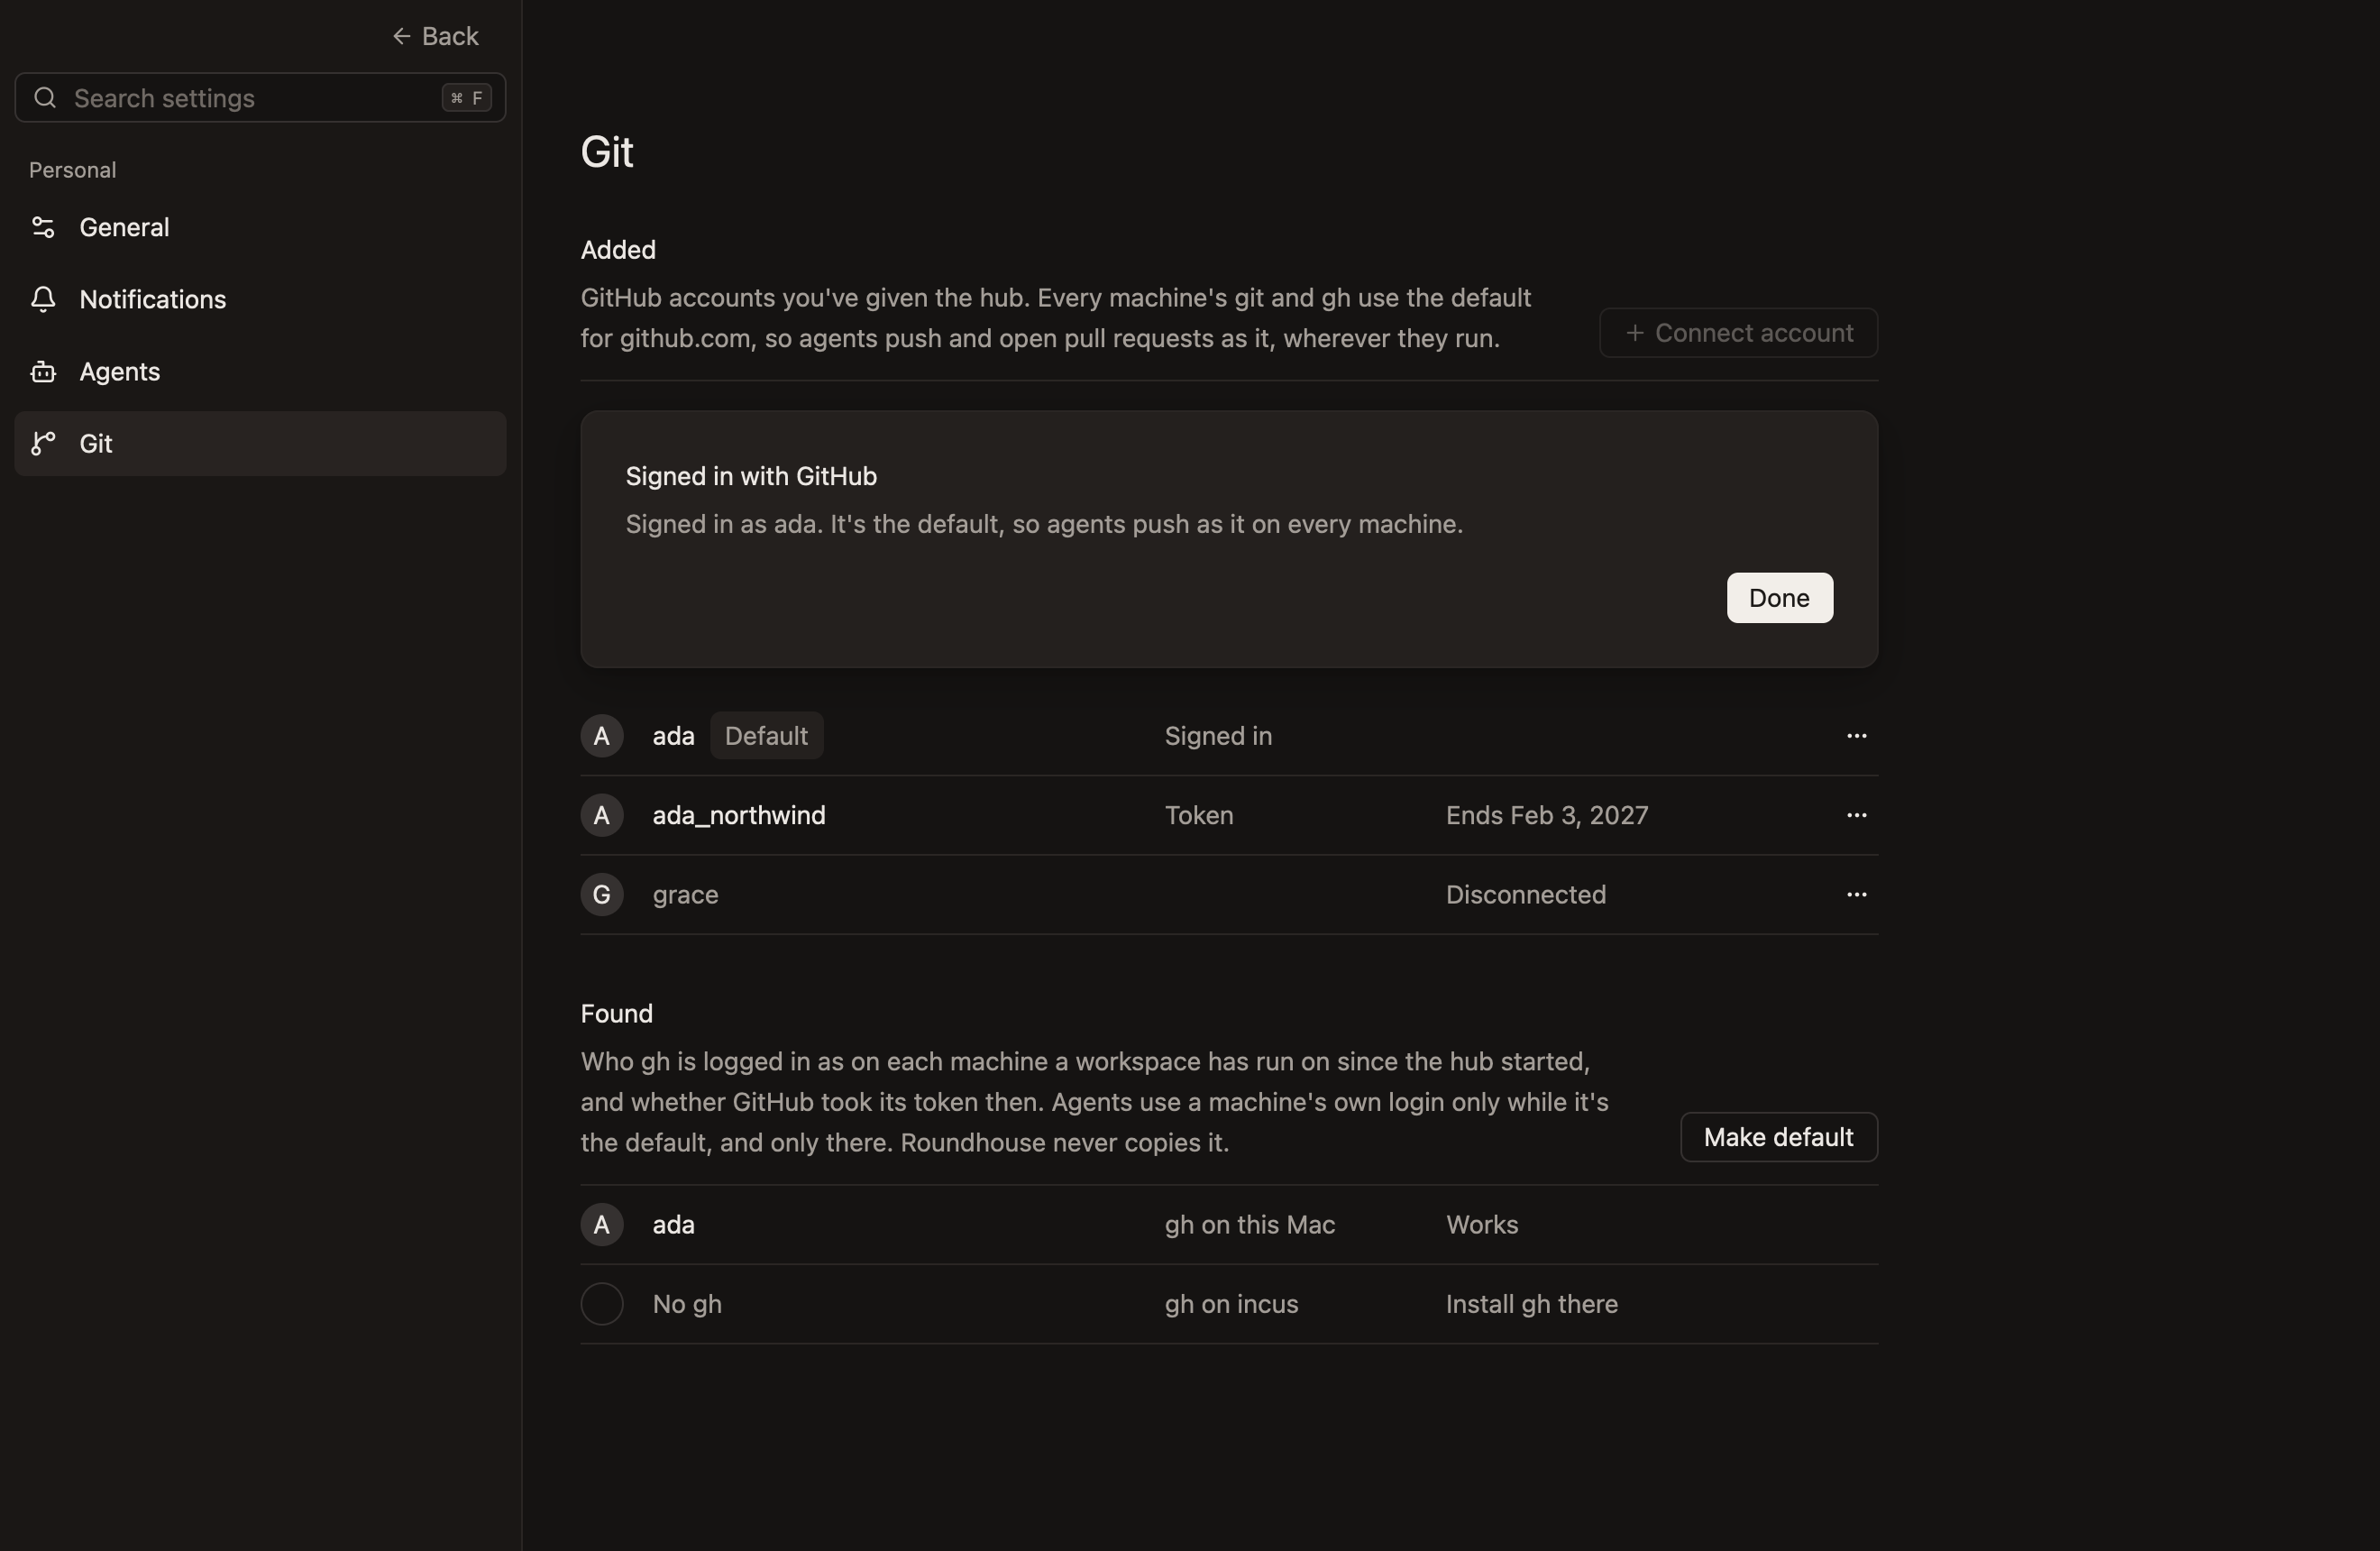 Back
Search settings
⌘ F
Personal
General
Notifications
Agents
Git
Git
Added
GitHub accounts you've given the hub. Every machine's git and gh use the default
for github.com, so agents push and open pull requests as it, wherever they run.
+ Connect account
Signed in with GitHub
Signed in as ada. It's the default, so agents push as it on every machine.
Done
A ada Default Signed in
A ada_northwind Token Ends Feb 3, 2027
G grace Disconnected
Found
Who gh is logged in as on each machine a workspace has run on since the hub started,
and whether GitHub took its token then. Agents use a machine's own login only while it's
the default, and only there. Roundhouse never copies it.
Make default
A ada gh on this Mac Works
No gh gh on incus Install gh there